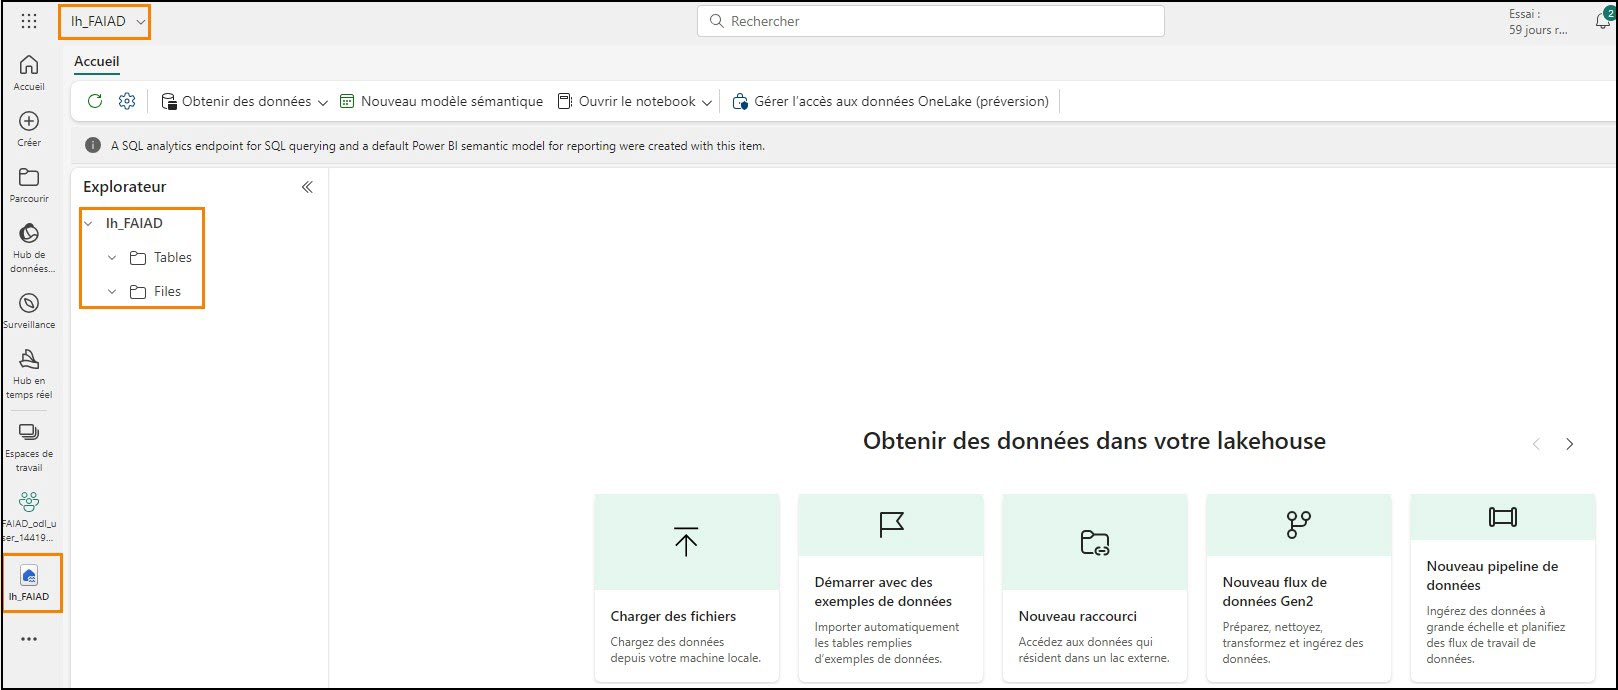 lh_FAIAD
Rechercher
Essai :
59 jours r...
2
Accueil
Obtenir des données
Nouveau modèle sémantique
Ouvrir le notebook
Gérer l'accès aux données OneLake (préversion)
A SQL analytics endpoint for SQL querying and a default Power BI semantic model for reporting were created with this item.
Accueil
Créer
Parcourir
Hub de
données...
Surveillance
Hub en
temps réel
Espaces de
travail
FAIAD_odl_u
ser_14419...
lh_FAIAD
Explorateur
lh_FAIAD
Tables
Files
Obtenir des données dans votre lakehouse
Charger des fichiers
Chargez des données
depuis votre machine locale.
Démarrer avec des
exemples de données
Importer automatiquement
les tables remplies
d'exemples de données.
Nouveau raccourci
Accédez aux données qui
résident dans un lac externe.
Nouveau flux de
données Gen2
Préparez, nettoyez,
transformez et ingérez des
données.
Nouveau pipeline de
données
Ingérez des données à
grande échelle et planifiez
des flux de travail de
données.